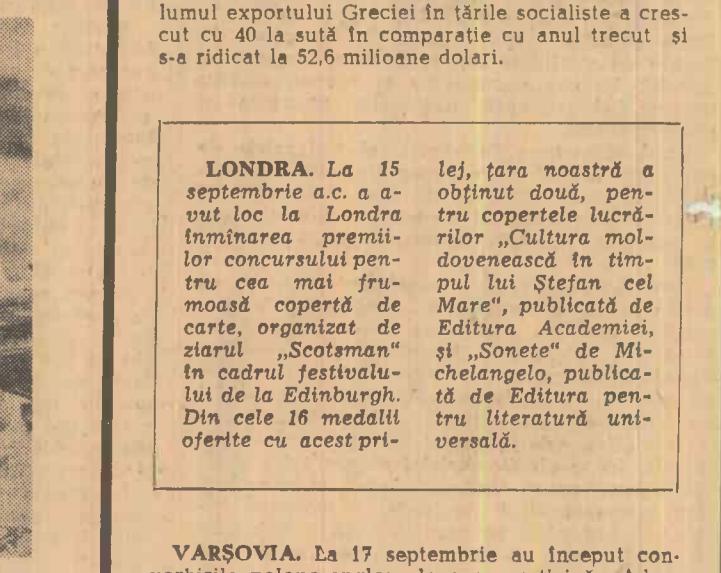 lumul exportului Greciei în țările socialiste a cres-
cut cu 40 la sută în comparație cu anul trecut și
s-a ridicat la 52,6 milioane dolari.
LONDRA. La 15
septembrie a.c. a a-
vut loc la Londra
înmînarea premii-
lor concursului pen-
tru cea mai fru-
moasă copertă de
carte, organizat de
ziarul „Scotsman“
în cadrul festivalu-
lui de la Edinburgh.
Din cele 16 medalii
oferite cu acest pri-
lej, țara noastră a
obținut două, pen-
tru copertele lucră-
rilor „Cultura mol-
dovenească în tim-
pul lui Ștefan cel
Mare“, publicată de
Editura Academiei,
și „Sonete“ de Mi-
chelangelo, publica-
tă de Editura pen-
tru literatură uni-
versală.
VARȘOVIA. La 17 septembrie au început con-